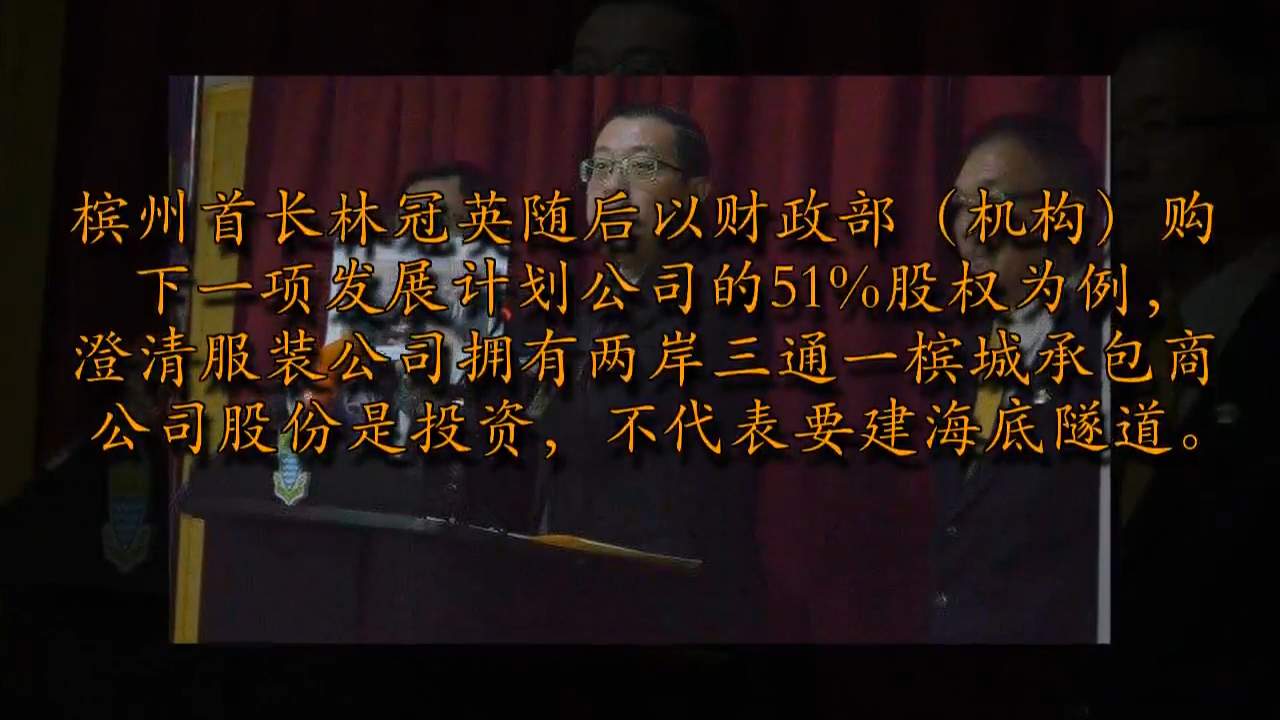 槟州首长林冠英随后以财政部（机构）购
下一项发展计划公司的51%股权为例，
澄清服装公司拥有两岸三通一槟城承包商
公司股份是投资，不代表要建海底隧道。